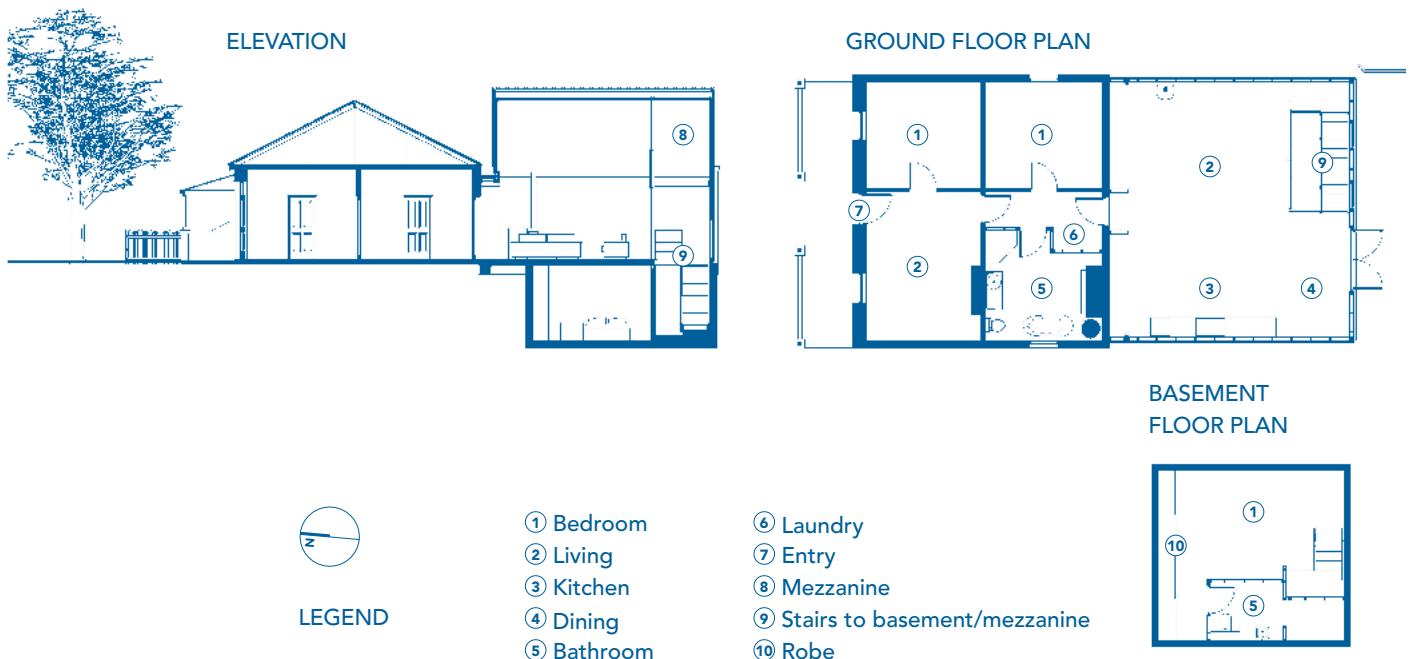 ELEVATION
GROUND FLOOR PLAN
8
9
1
1
2
9
7
6
2
5
3
4
BASEMENT
FLOOR PLAN
1
10
5
N
LEGEND
1 Bedroom
2 Living
3 Kitchen
4 Dining
5 Bathroom
6 Laundry
7 Entry
8 Mezzanine
9 Stairs to basement/mezzanine
10 Robe